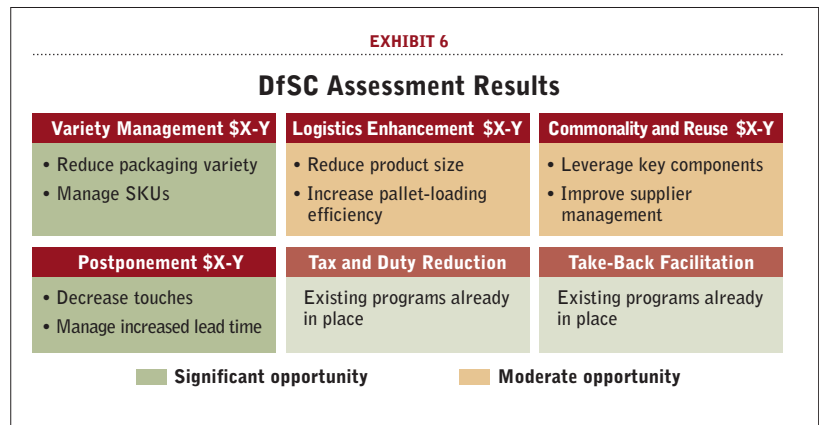 EXHIBIT 6
DfSC Assessment Results
Variety Management $X-Y
• Reduce packaging variety
• Manage SKUs
Logistics Enhancement $X-Y
• Reduce product size
• Increase pallet-loading
efficiency
Commonality and Reuse $X-Y
• Leverage key components
• Improve supplier
management
Postponement $X-Y
• Decrease touches
• Manage increased lead time
Tax and Duty Reduction
Existing programs already
in place
Take-Back Facilitation
Existing programs already
in place
Significant opportunity
Moderate opportunity